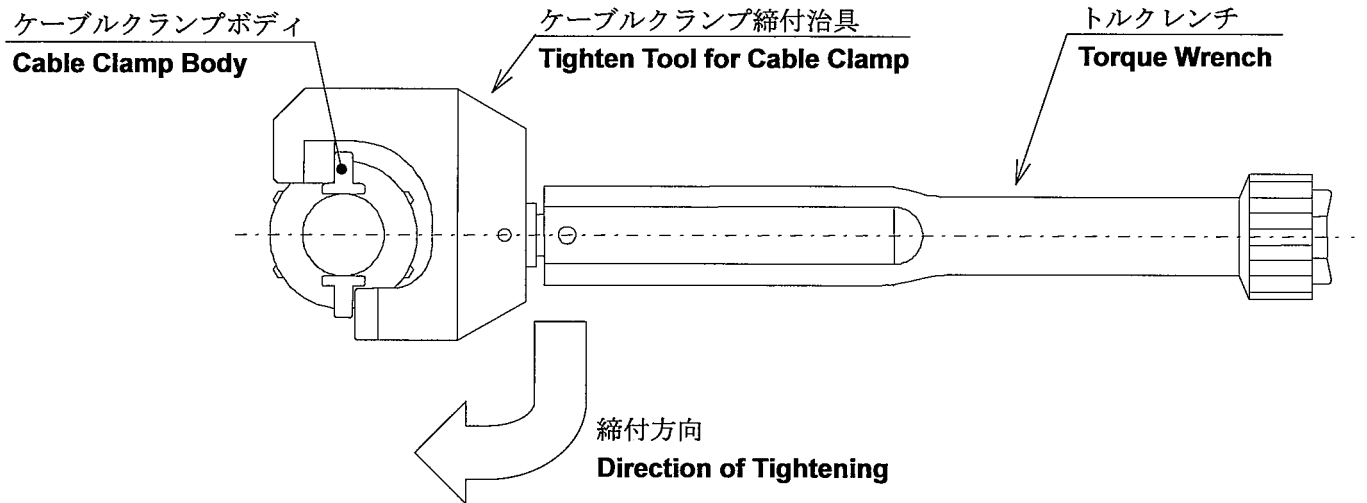 ケーブルクランプボディ
Cable Clamp Body
ケーブルクランプ締付治具
Tighten Tool for Cable Clamp
トルクレンチ
Torque Wrench
締付方向
Direction of Tightening